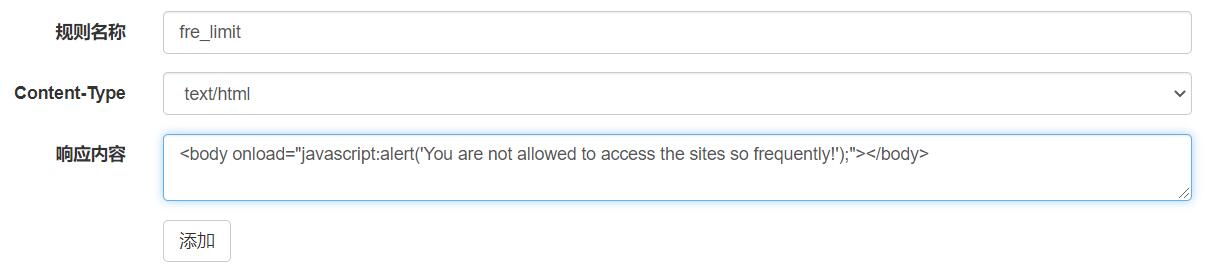 规则名称 fre_limit
Content-Type text/html
响应内容 <body onload="javascript:alert('You are not allowed to access the sites so frequently!');"></body>
添加